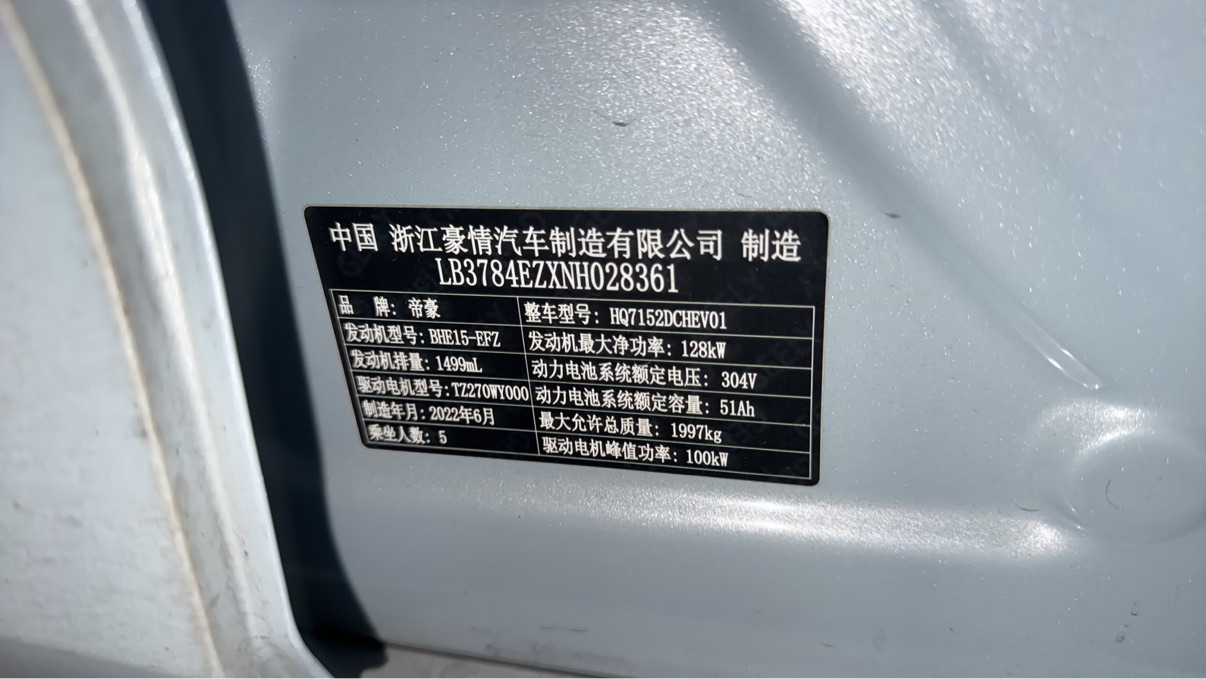 中国 浙江豪情汽车制造有限公司 制造
LB3784EZXNH028361
品 牌: 帝豪 整车型号: HQ7152DCHEV01
发动机型号: BHE15-EFZ 发动机最大净功率: 128kW
发动机排量: 1499mL 动力电池系统额定电压: 304V
驱动电机型号: TZ270WY000 动力电池系统额定容量: 51Ah
制造年月: 2022年6月 最大允许总质量: 1997kg
乘坐人数: 5 驱动电机峰值功率: 100kW